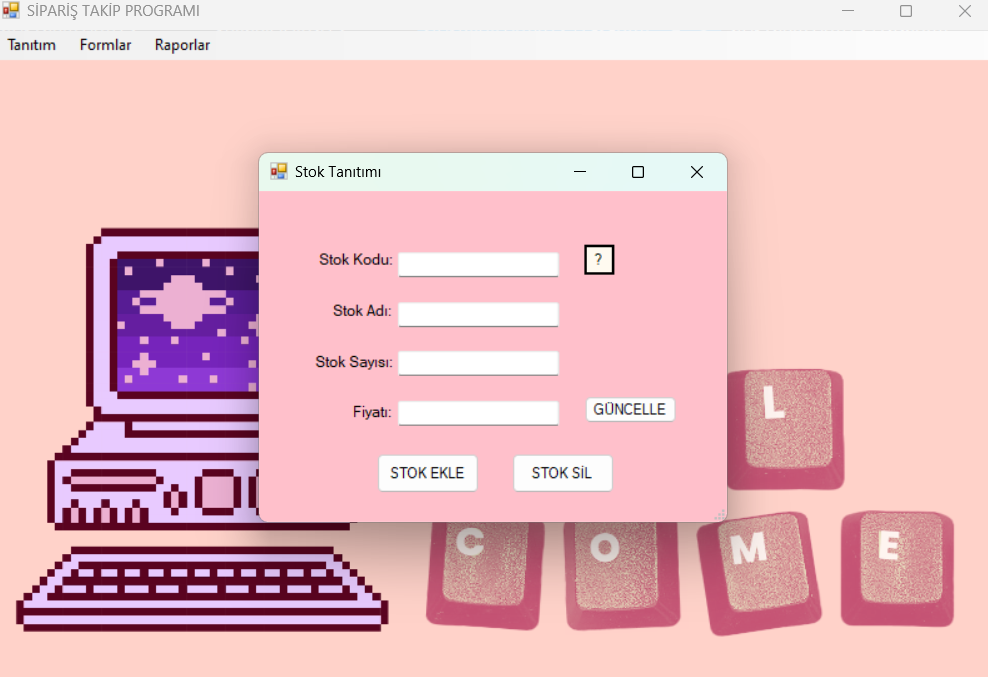 SİPARİŞ TAKİP PROGRAMI
Tanıtım Formlar Raporlar
Stok Tanıtımı
Stok Kodu: ?
Stok Adı:
Stok Sayısı:
Fiyatı: GÜNCELLE
STOK EKLE STOK SİL
L
C O M E